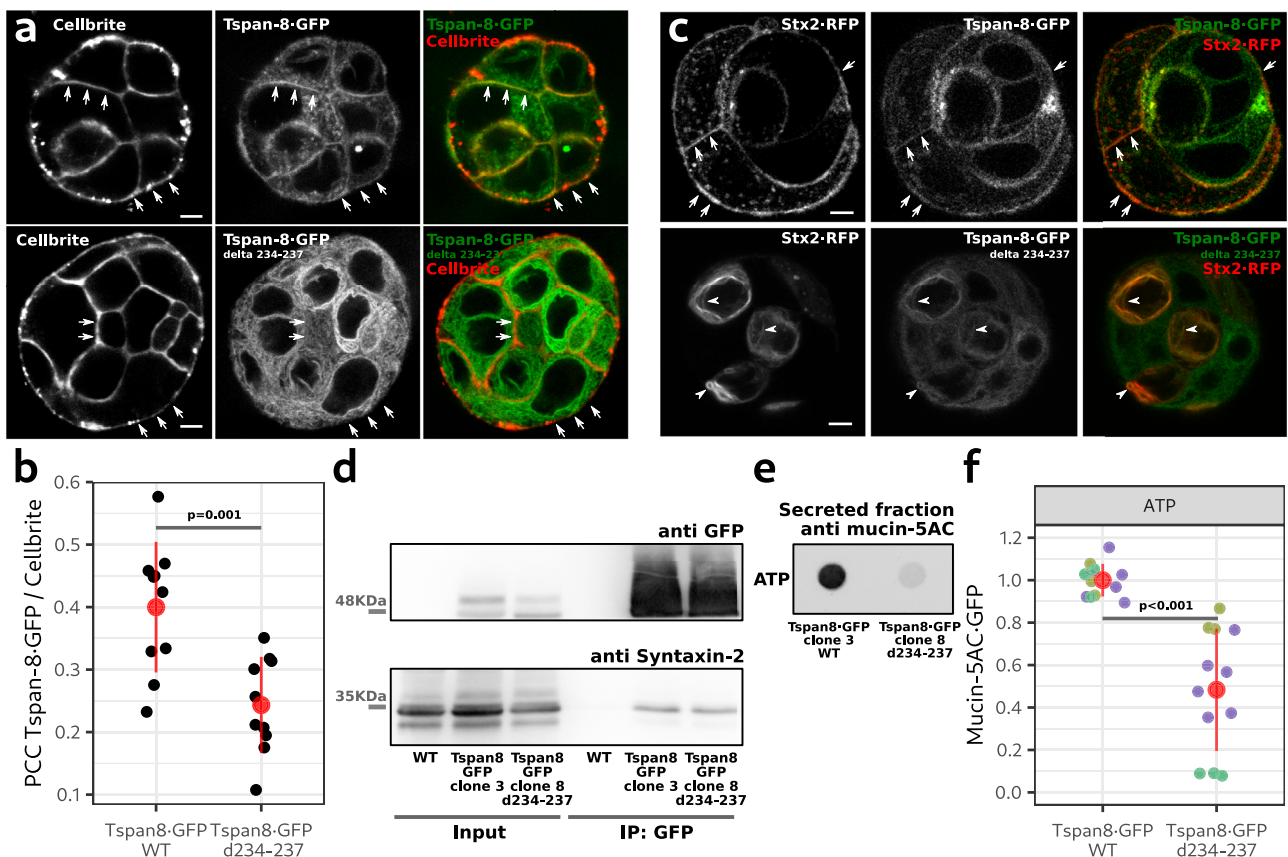 a
Cellbrite
Tspan-8·GFP
Tspan-8·GFP
Cellbrite
Cellbrite
Tspan-8·GFP
delta 234-237
Tspan-8·GFP
delta 234-237
Cellbrite
c
Stx2·RFP
Tspan-8·GFP
Tspan-8·GFP
Stx2·RFP
Stx2·RFP
Tspan-8·GFP
delta 234-237
Tspan-8·GFP
delta 234-237
Stx2·RFP
b
PCC Tspan-8·GFP / Cellbrite
0.6
0.5
0.4
0.3
0.2
0.1
p=0.001
Tspan8·GFP
WT
Tspan8·GFP
d234-237
d
anti GFP
48KDa
anti Syntaxin-2
35KDa
WT
Tspan8
GFP
clone 3
Tspan8
GFP
clone 8
d234-237
WT
Tspan8
GFP
clone 3
Tspan8
GFP
clone 8
d234-237
Input
IP: GFP
e
Secreted fraction
anti mucin-5AC
ATP
Tspan8·GFP
clone 3
WT
Tspan8·GFP
clone 8
d234-237
f
ATP
Mucin-5AC·GFP
1.2
1.0
0.8
0.6
0.4
0.2
0.0
p<0.001
Tspan8·GFP
WT
Tspan8·GFP
d234-237